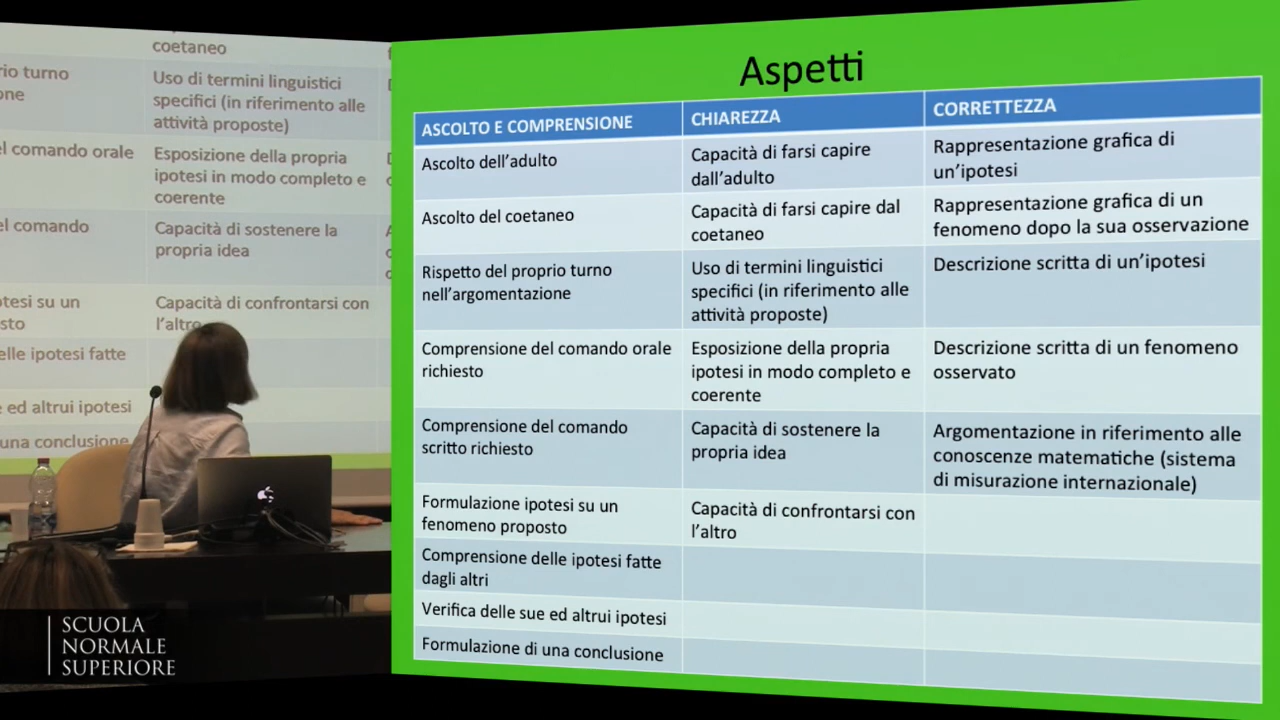 coetaneo
rio turno
one
Uso di termini linguistici
specifici (in riferimento alle
attività proposte)
el comando orale
Esposizione della propria
ipotesi in modo completo e
coerente
el comando
Capacità di sostenere la
propria idea
otesi su un
sto
Capacità di confrontarsi con
l'altro
elle ipotesi fatte
e ed altrui ipotesi
una conclusione
SCUOLA
NORMALE
SUPERIORE
Aspetti
ASCOLTO E COMPRENSIONE
CHIAREZZA
CORRETTEZZA
Ascolto dell'adulto
Capacità di farsi capire
dall'adulto
Rappresentazione grafica di
un'ipotesi
Ascolto del coetaneo
Capacità di farsi capire dal
coetaneo
Rappresentazione grafica di un
fenomeno dopo la sua osservazione
Rispetto del proprio turno
nell'argomentazione
Uso di termini linguistici
specifici (in riferimento alle
attività proposte)
Descrizione scritta di un'ipotesi
Comprensione del comando orale
richiesto
Esposizione della propria
ipotesi in modo completo e
coerente
Descrizione scritta di un fenomeno
osservato
Comprensione del comando
scritto richiesto
Capacità di sostenere la
propria idea
Argomentazione in riferimento alle
conoscenze matematiche (sistema
di misurazione internazionale)
Formulazione ipotesi su un
fenomeno proposto
Capacità di confrontarsi con
l'altro
Comprensione delle ipotesi fatte
dagli altri
Verifica delle sue ed altrui ipotesi
Formulazione di una conclusione